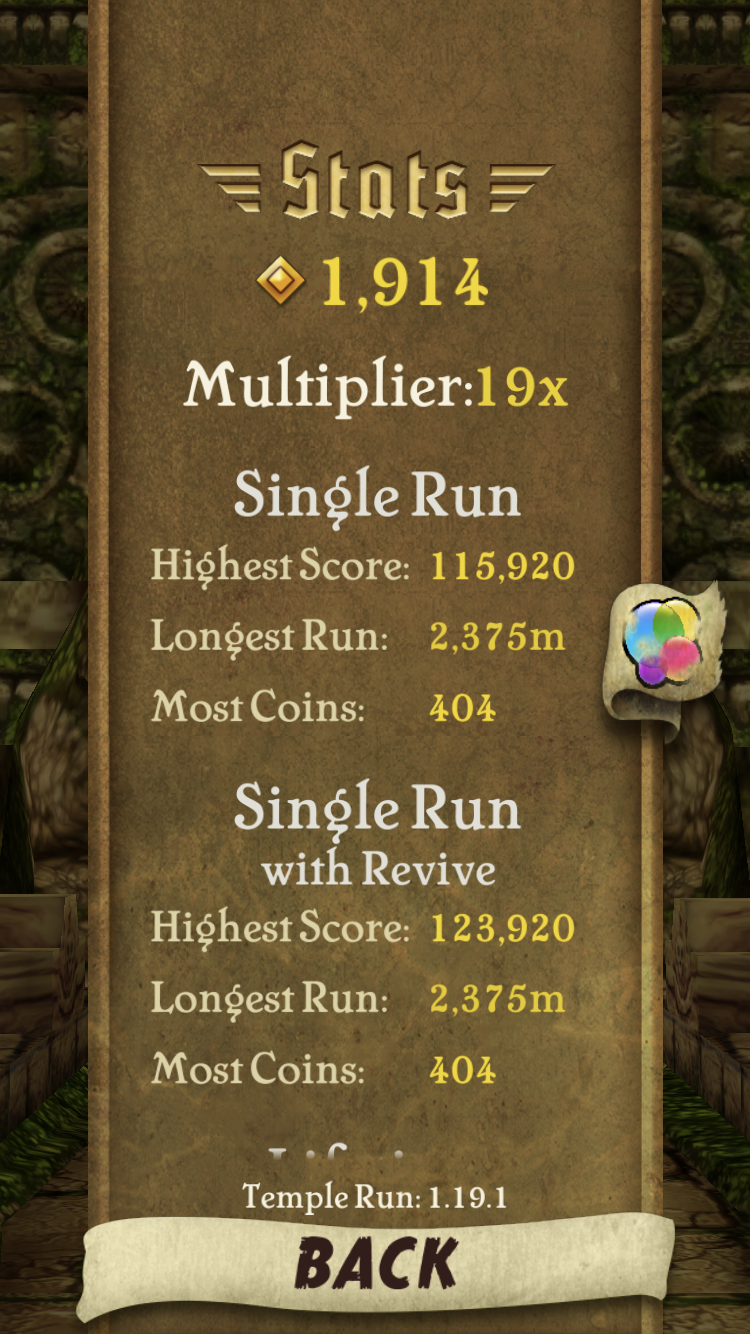 Stats
1,914
Multiplier:19x
Single Run
Highest Score: 115,920
Longest Run: 2,375m
Most Coins: 404
Single Run
with Revive
Highest Score: 123,920
Longest Run: 2,375m
Most Coins: 404
Temple Run: 1.19.1
BACK